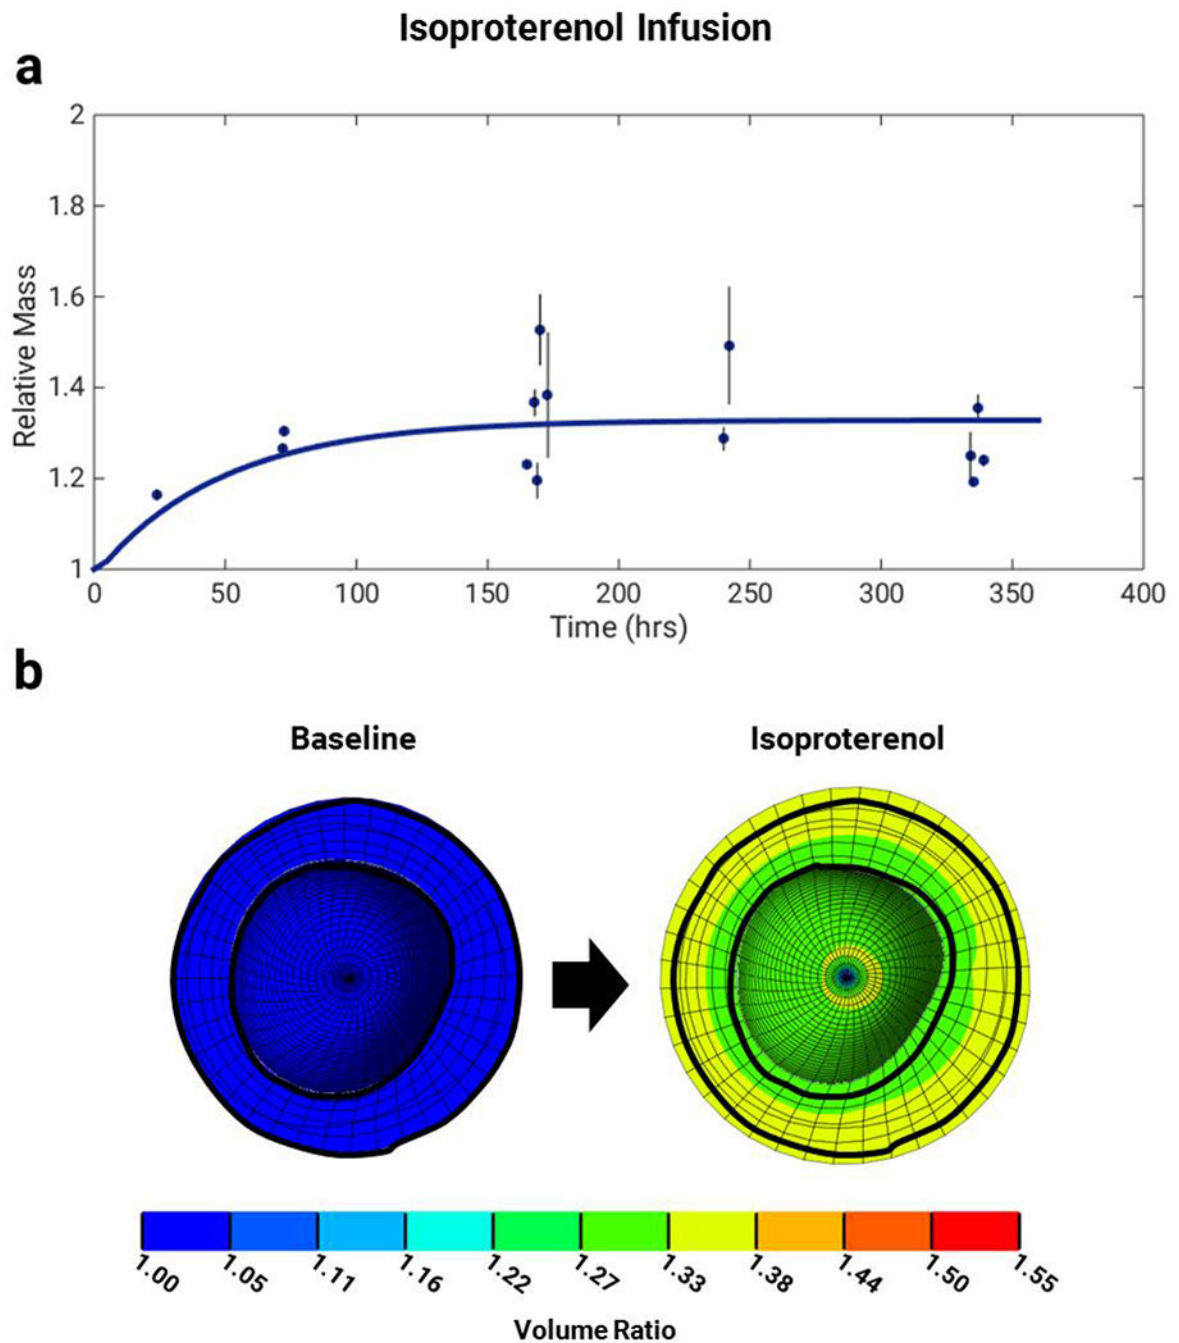 Isoproterenol Infusion
a
2
1.8
1.6
1.4
1.2
1
Relative Mass
0 50 100 150 200 250 300 350 400
Time (hrs)
b
Baseline Isoproterenol
1.00 1.05 1.11 1.16 1.22 1.27 1.33 1.38 1.44 1.50 1.55
Volume Ratio